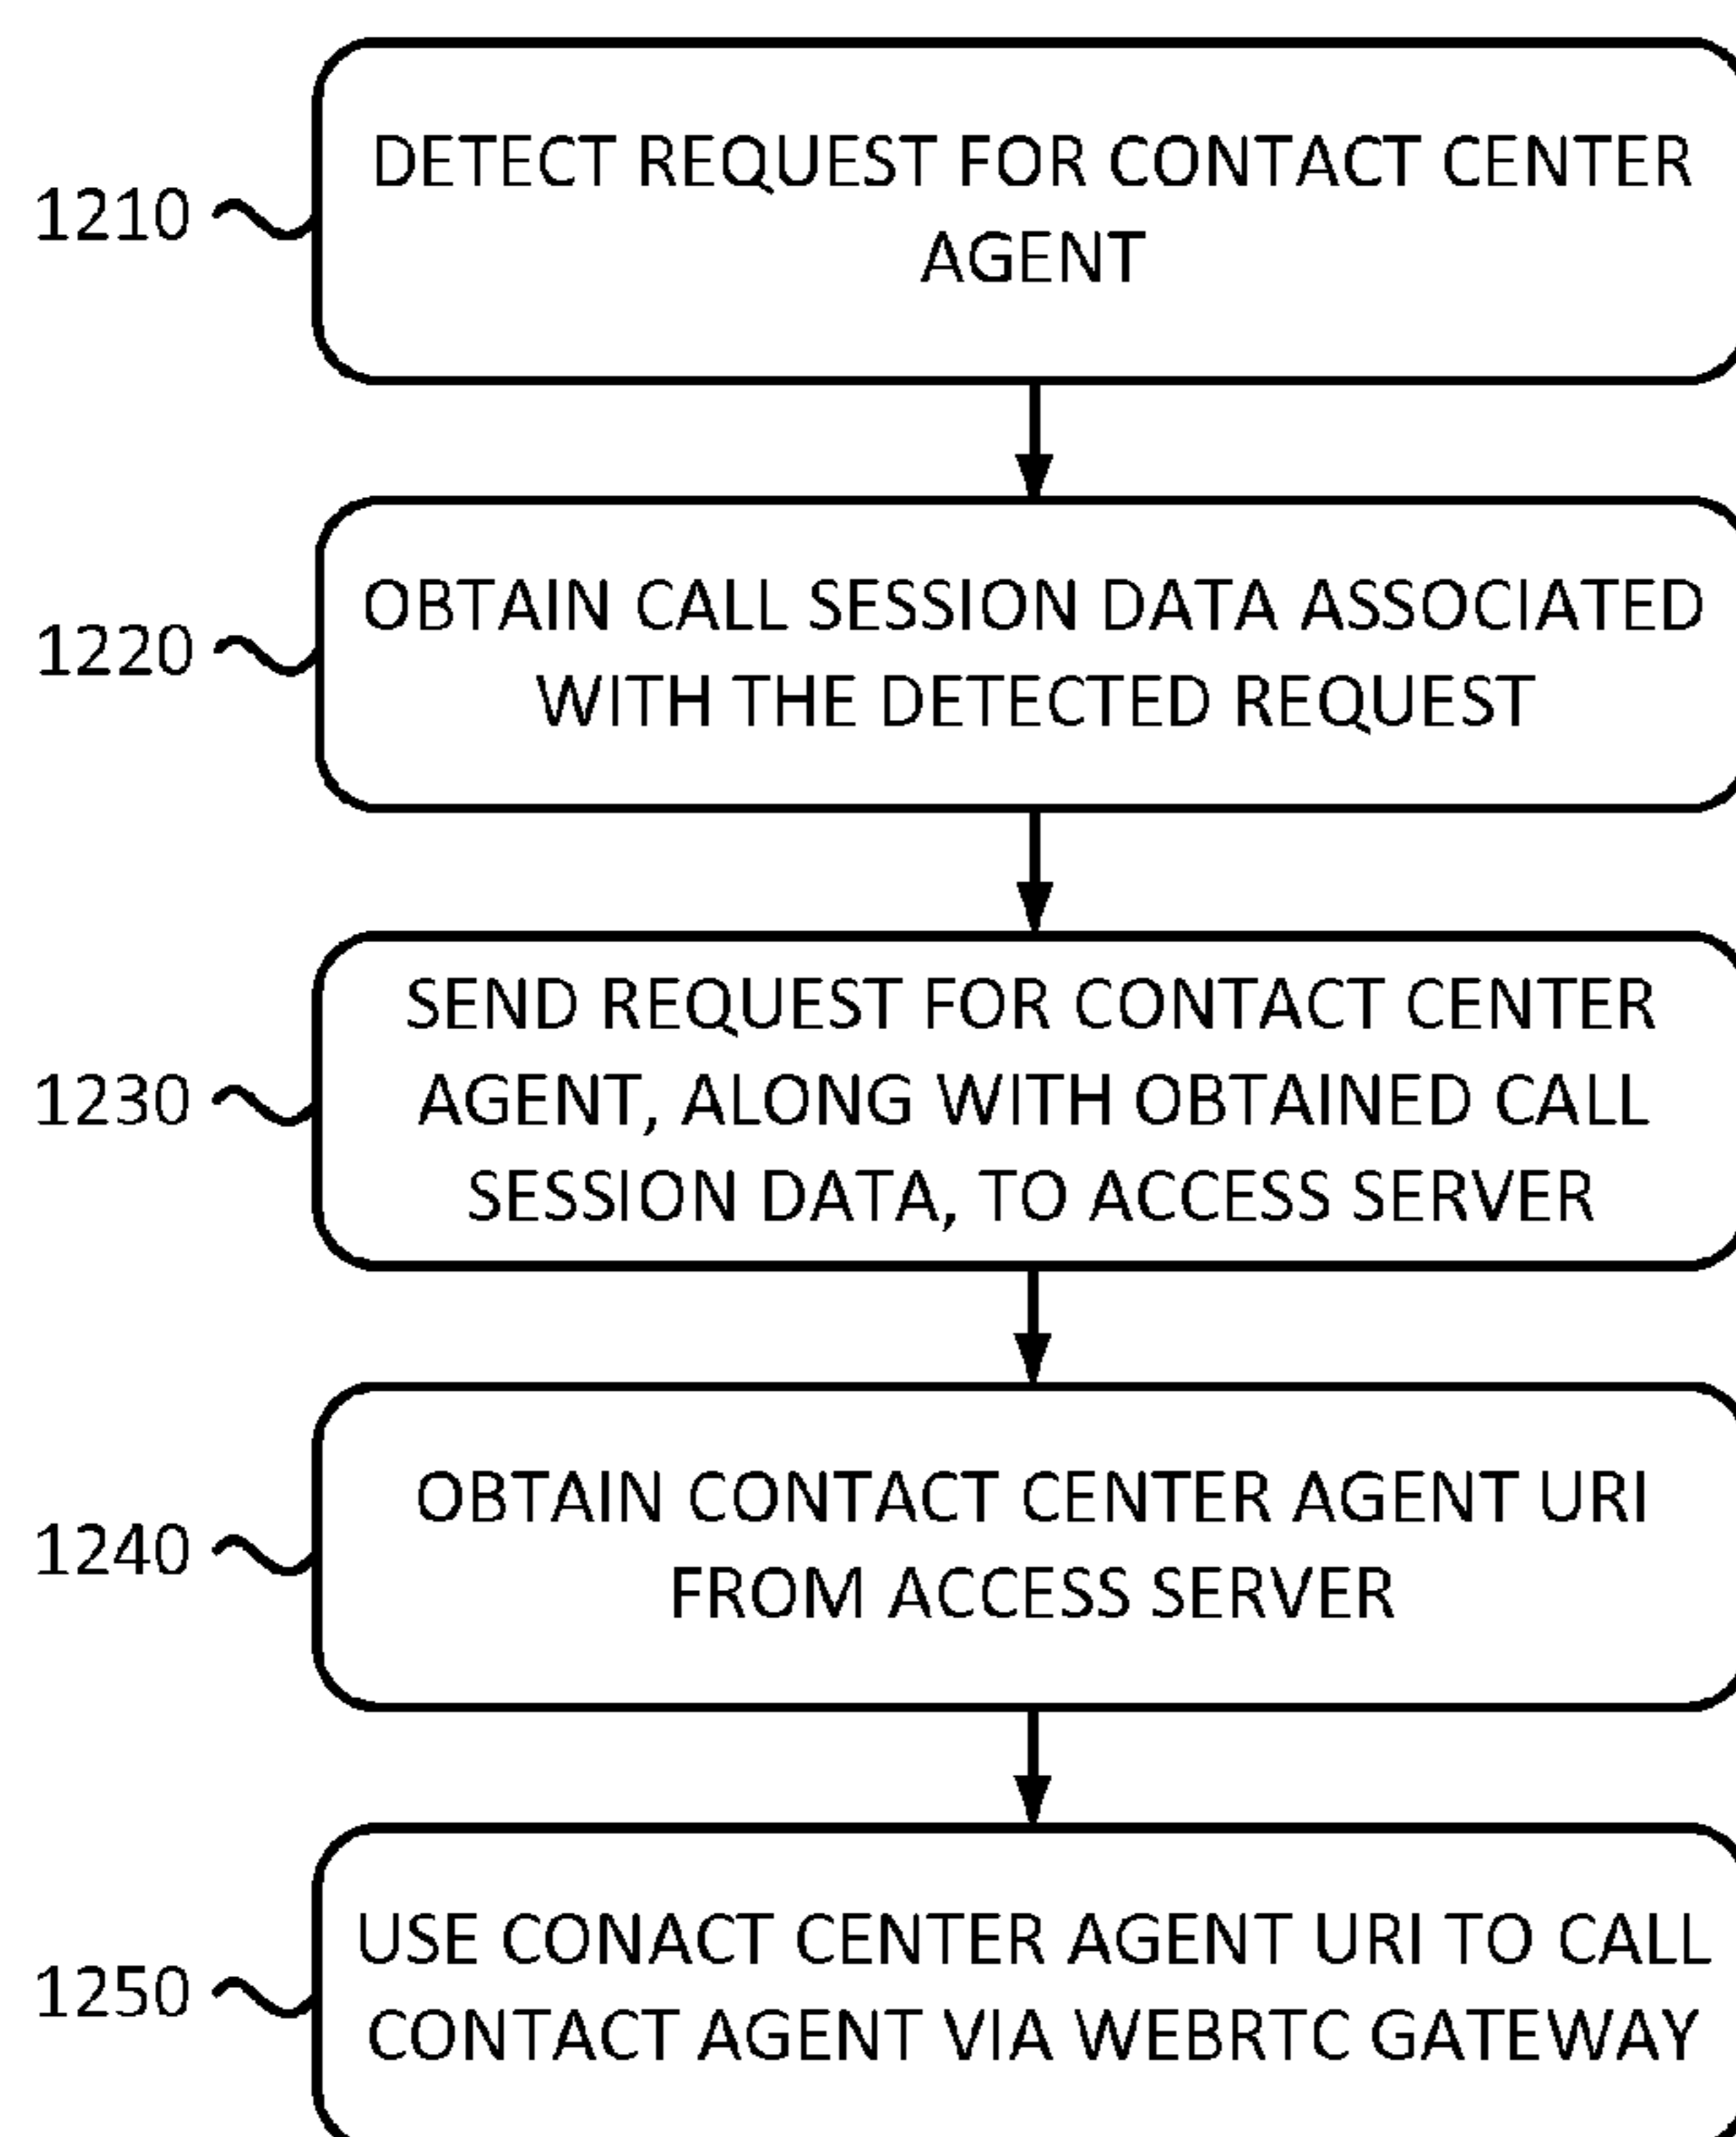 DETECT REQUEST FOR CONTACT CENTER
AGENT
1210
OBTAIN CALL SESSION DATA ASSOCIATED
WITH THE DETECTED REQUEST
1220
SEND REQUEST FOR CONTACT CENTER
AGENT, ALONG WITH OBTAINED CALL
SESSION DATA, TO ACCESS SERVER
1230
OBTAIN CONTACT CENTER AGENT URI
FROM ACCESS SERVER
1240
USE CONACT CENTER AGENT URI TO CALL
CONTACT AGENT VIA WEBRTC GATEWAY
1250